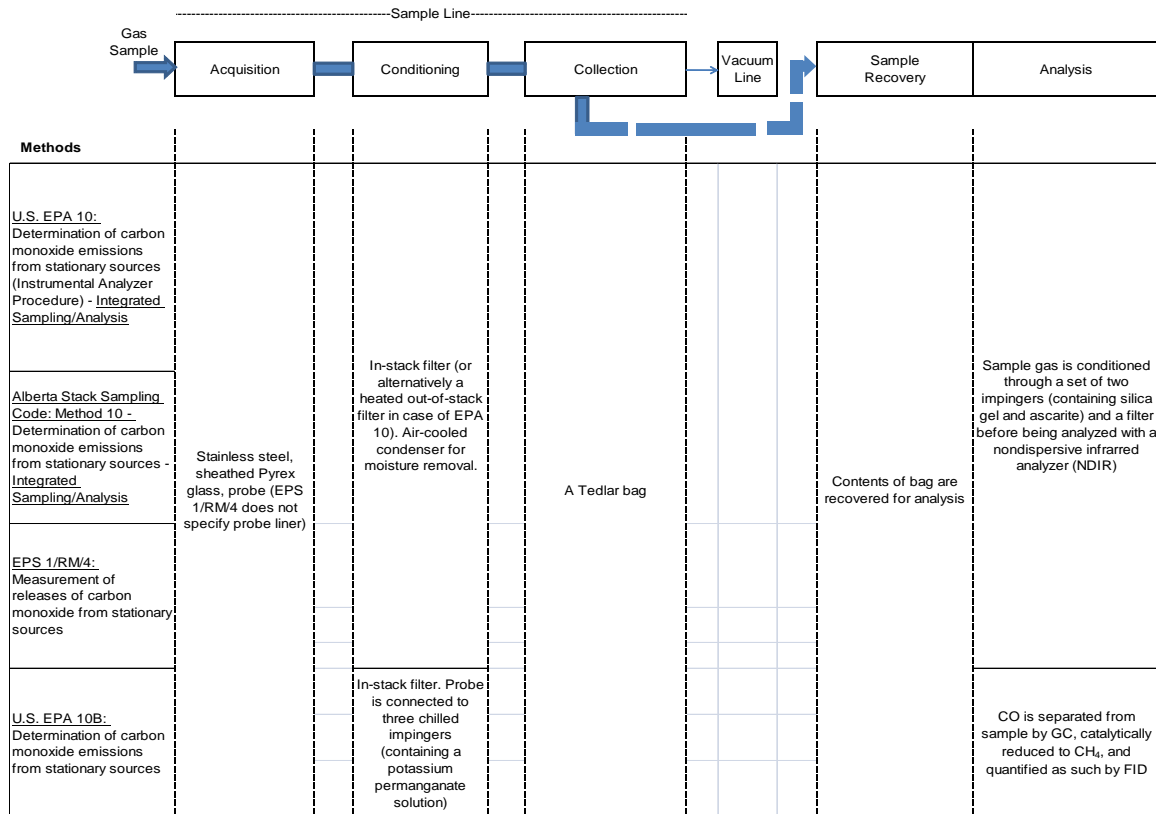 Sample Line
Gas
Sample
Acquisition
Conditioning
Collection
Vacuum
Line
Sample
Recovery
Analysis
Methods
U.S. EPA 10:
Determination of carbon
monoxide emissions
from stationary sources
(Instrumental Analyzer
Procedure) - Integrated
Sampling/Analysis
Alberta Stack Sampling
Code: Method 10 -
Determination of carbon
monoxide emissions
from stationary sources -
Integrated
Sampling/Analysis
EPS 1/RM/4:
Measurement of
releases of carbon
monoxide from stationary
sources
U.S. EPA 10B:
Determination of carbon
monoxide emissions
from stationary sources
Stainless steel,
sheathed Pyrex
glass, probe (EPS
1/RM/4 does not
specify probe liner)
In-stack filter (or
alternatively a
heated out-of-stack
filter in case of EPA
10). Air-cooled
condenser for
moisture removal.
In-stack filter. Probe
is connected to
three chilled
impingers
(containing a
potassium
permanganate
solution)
A Tedlar bag
Contents of bag are
recovered for analysis
Sample gas is conditioned
through a set of two
impingers (containing silica
gel and ascarite) and a filter
before being analyzed with a
nondispersive infrarred
analyzer (NDIR)
CO is separated from
sample by GC, catalytically
reduced to CH₄, and
quantified as such by FID